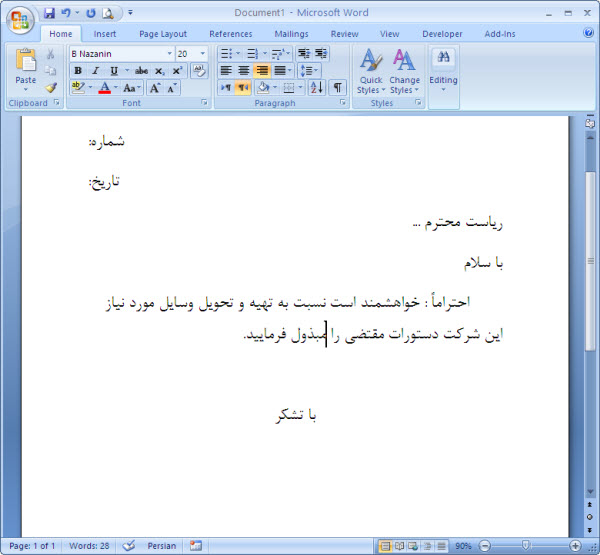 Document1 - Microsoft Word
Home Insert Page Layout References Mailings Review View Developer Add-Ins
B Nazanin 20
Paste
Quick Styles
Change Styles
Editing
Clipboard Font Paragraph Styles
شماره:
تاریخ:
ریاست محترم ...
با سلام
احتراماً : خواهشمند است نسبت به تهیه و تحویل وسایل مورد نیاز
این شرکت دستورات مقتضی را مبذول فرمایید.
با تشکر
Page: 1 of 1 Words: 28 Persian 90%